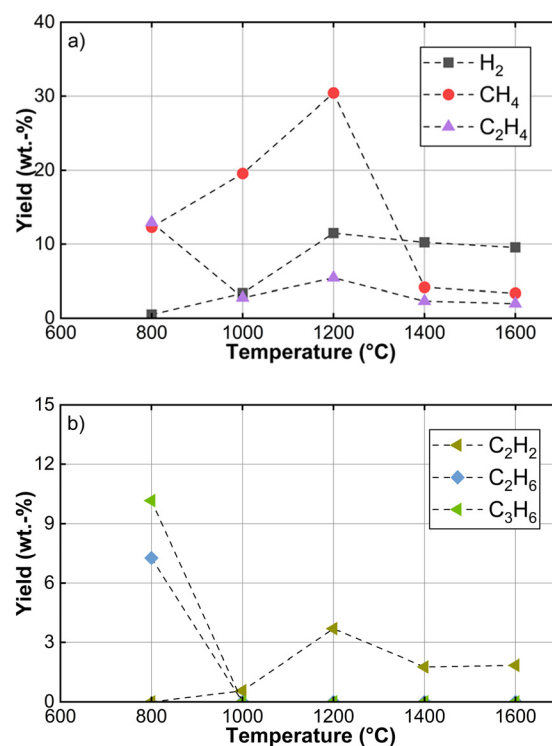 a)
Yield (wt.-%)
40
30
20
10
0
H₂
CH₄
C₂H₄
600 800 1000 1200 1400 1600
Temperature (°C)
b)
Yield (wt.-%)
15
12
9
6
3
0
C₂H₂
C₂H₆
C₃H₆
600 800 1000 1200 1400 1600
Temperature (°C)